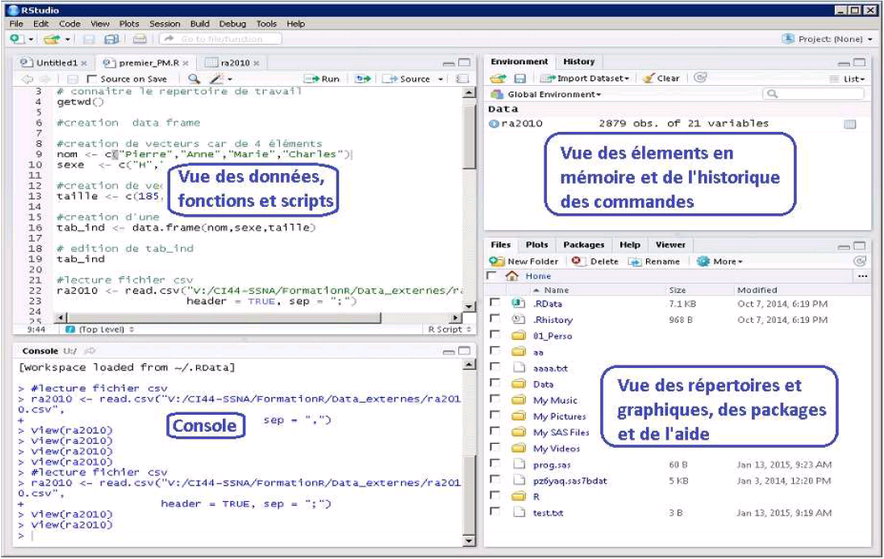 RStudio
File Edit Code View Plots Session Build Debug Tools Help
Go to file/function Project: (None)
Untitled1 × premier_PM.R × ra2010 ×
Source on Save Run Source
3 # connaitre le repertoire de travail
4 getwd()
5
6 #creation data frame
7
8 #creation de vecteurs car de 4 éléments
9 nom <- c("Pierre","Anne","Marie","Charles")
10 sexe <- c("H",
11
12 #creation de vec
13 taille <- c(185,
14
15 #creation d'une
16 tab_ind <- data.frame(nom,sexe,taille)
17
18 # edition de tab_ind
19 tab_ind
20
21 #lecture fichier csv
22 ra2010 <- read.csv("V:/CI44-SSNA/FormationR/Data_externes/ra
23 header = TRUE, sep = ";")
24
25
9:44 (Top Level) R Script
Vue des données,
fonctions et scripts
Console U:/
[Workspace loaded from ~/.RData]
> #lecture fichier csv
> ra2010 <- read.csv("V:/CI44-SSNA/FormationR/Data_externes/ra201
0.csv",
+ sep = ",")
> View(ra2010)
> View(ra2010)
> View(ra2010)
> View(ra2010)
> #lecture fichier csv
> ra2010 <- read.csv("V:/CI44-SSNA/FormationR/Data_externes/ra201
0.csv",
+ header = TRUE, sep = ";")
> View(ra2010)
> View(ra2010)
>
Console
Environment History
Import Dataset Clear List
Global Environment
Data
ra2010 2879 obs. of 21 variables
Vue des élements en
mémoire et de l'historique
des commandes
Files Plots Packages Help Viewer
New Folder Delete Rename More
Home ...
Name Size Modified
.RData 7.1 KB Oct 7, 2014, 6:19 PM
.Rhistory 968 B Oct 7, 2014, 6:19 PM
01_Perso
aa
aaaa.txt
Data
My Music
My Pictures
My SAS Files
My Videos
prog.sas 60 B Jan 13, 2015, 9:23 AM
pz6yaq.sas7bdat 5 KB Jan 3, 2014, 12:20 PM
R
test.txt 3 B Jan 13, 2015, 9:19 AM
Vue des répertoires et
graphiques, des packages
et de l'aide